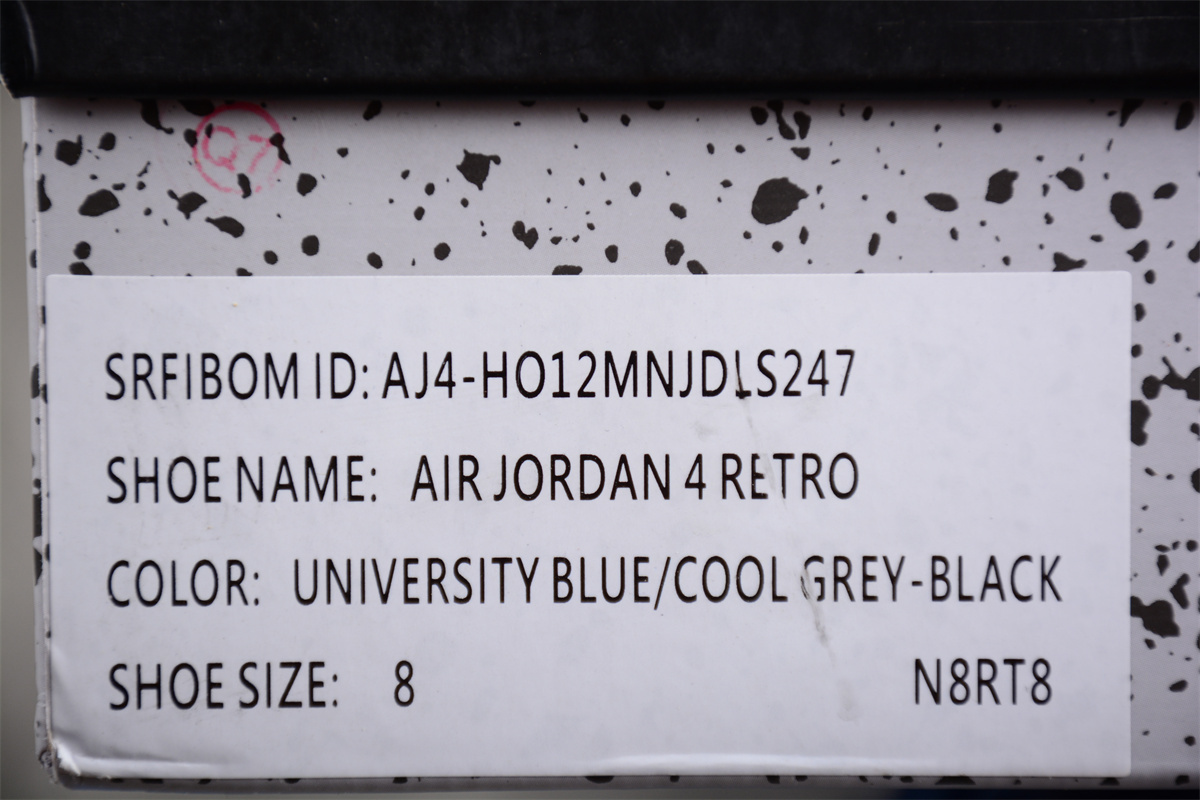 Q7
SRFIBOM ID: AJ4-HO12MNJDLS247
SHOE NAME: AIR JORDAN 4 RETRO
COLOR: UNIVERSITY BLUE/COOL GREY-BLACK
SHOE SIZE: 8 N8RT8